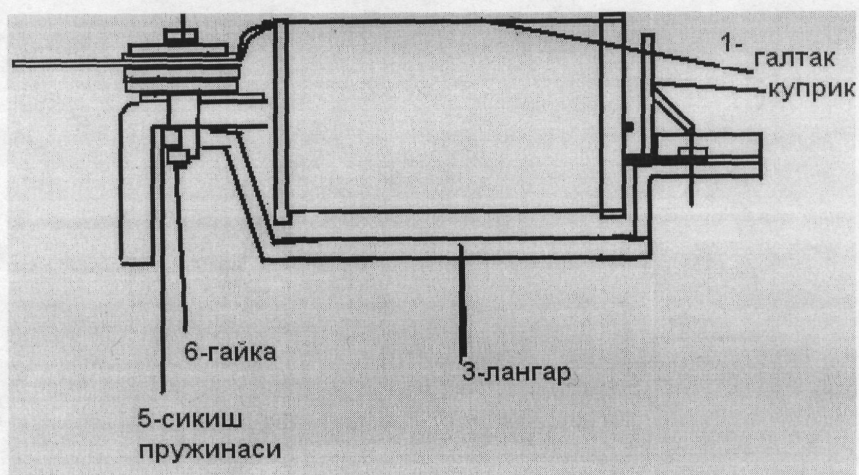 1-
галтак
куприк
6-гайка
3-лангар
5-сикиш
пружинаси